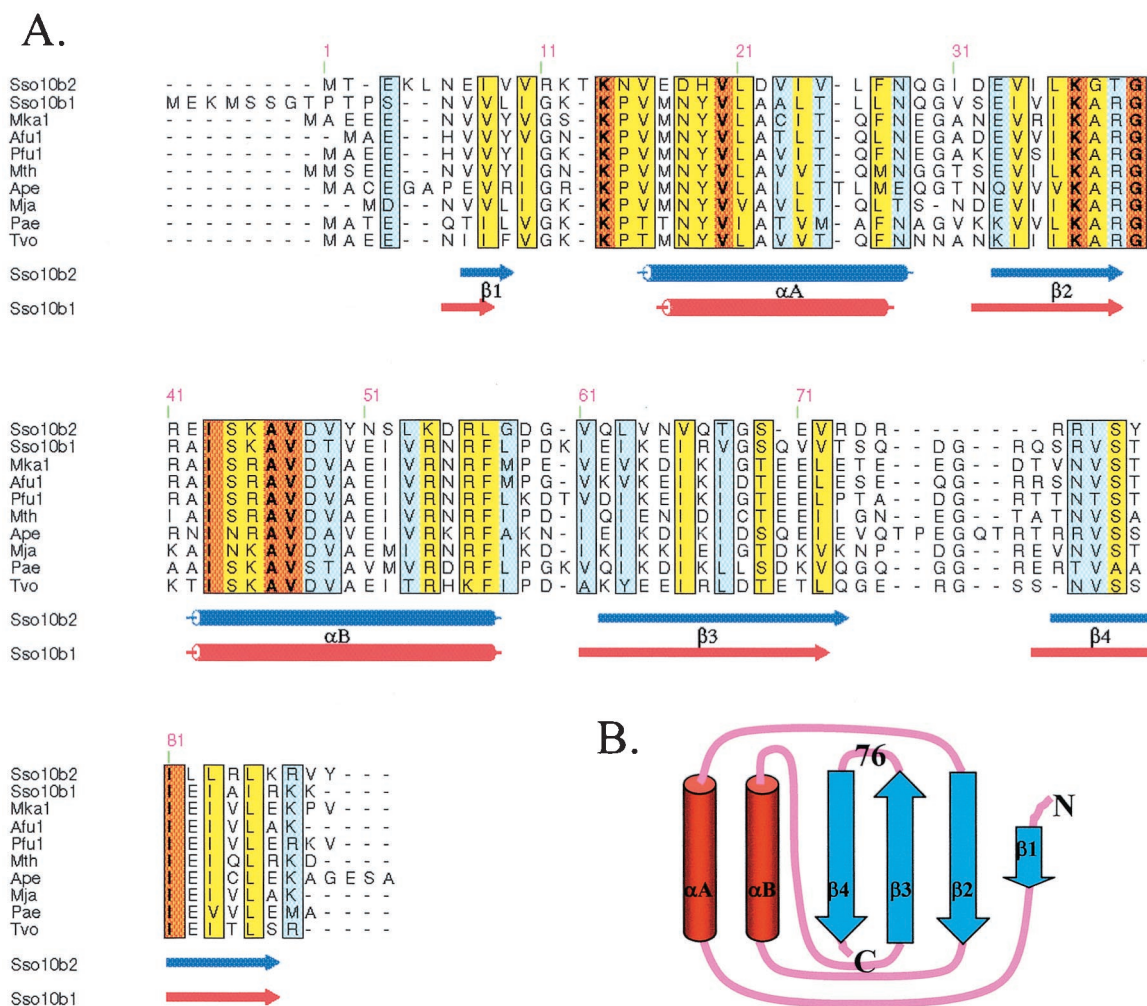 A.
1 11 21 31
Sso10b2 - - - - - - - - M T - E K L N E I V V R K T K N V E D H V L D V I V - L F N Q G I D E V I L K G T G
Sso10b1 M E K M S S G T P T P S - - N V V L I G K - K P V M N Y V L A A L T - L L N Q G V S E I V I K A R G
Mka1 - - - - - - - M A E E E - - N V V Y V G S - K P V M N Y V L A C I T - Q F N E G A N E V R I K A R G
Afu1 - - - - - - - - - M A E - - H V V Y V G N - K P V M N Y V L A T L T - Q L N E G A D E V V I K A R G
Pfu1 - - - - - - - - M A E E - - H V V Y I G K - K P V M N Y V L A V I T - Q F N E G A K E V S I K A R G
Mth - - - - - - - M M S E E - - N V V Y I G N - K P V M N Y V L A V V T - Q M N G G T S E V I L K A R G
Ape - - - - - - - - M A C E G A P E V R I G R - K P V M N Y V L A I L T T L M E Q G T N Q V V V K A R G
Mja - - - - - - - - - - M D - - N V V L I G K - K P V M N Y V V A V L T - Q L T S - N D E V I I K A R G
Pae - - - - - - - - M A T E - - Q T I L V G K - K P T T N Y V I A T V M - A F N A G V K K V V L K A R G
Tvo - - - - - - - - M A E E - - N I I F V G K - K P T M N Y V L A V V T - Q F N N N A N K I I I K A R G
Sso10b2
β1 αA β2
Sso10b1
41 51 61 71
Sso10b2 R E I S K A V D V Y N S L K D R L G D G - V Q L V N V Q T G S - E V R D R - - - - - - - - R R I S Y
Sso10b1 R A I S K A V D T V E I V R N R F L P D K I E I K E I R V G S Q V V T S Q - - D G - - R Q S R V S T
Mka1 R A I S R A V D V A E I V R N R F M P E - V E V K D I K I G T E E L E T E - - E G - - D T V N V S T
Afu1 R A I S R A V D V A E I V R N R F M P G - V K V K D I K I G T E E L E S E - - Q G - - R R S N V S T
Pfu1 R A I S R A V D V A E I V R N R F L K D T V D I K E I K I G T E E L P T A - - D G - - R T T N T S T
Mth I A I S R A V D V A E I V R N R F I P D - I Q I E N I D I C T E E I I G N - - E G - - T A T N V S A
Ape R N I N K A V D A V E I V R K R F A K N - I E I K E I Q I E S Q E I E V Q T P E G Q T R T R R V S S
Mja K A I N K A V D V A E M I R N R F I K D - I K I K K I E I G T D K V K N P - - D G - - R E V N V S T
Pae A A I S K A V S T A V M V R D R F L P G K V Q I K D I K L L S D K V Q G G - - Q G - - R E R T V A A
Tvo K T I S K A V D V A E I T R H K F L P D - A K Y E E I R L D T E T L Q G E - - R G - - S S - N V S S
Sso10b2
αB β3 β4
Sso10b1
81
Sso10b2 I L L R L K R V Y - - -
Sso10b1 I E I A I R K K - - - -
Mka1 I E I V L E K P V - - -
Afu1 I E I V L A K - - - - -
Pfu1 I E I V L E R K V - - -
Mth I E I Q L R K D - - - -
Ape I E I C L E K A G E S A
Mja I E I V L A K - - - - -
Pae I E V V L E M A - - - -
Tvo I E I T L S R - - - - -
Sso10b2
Sso10b1
B.
76
N
β1
αA αB β4 β3 β2
C